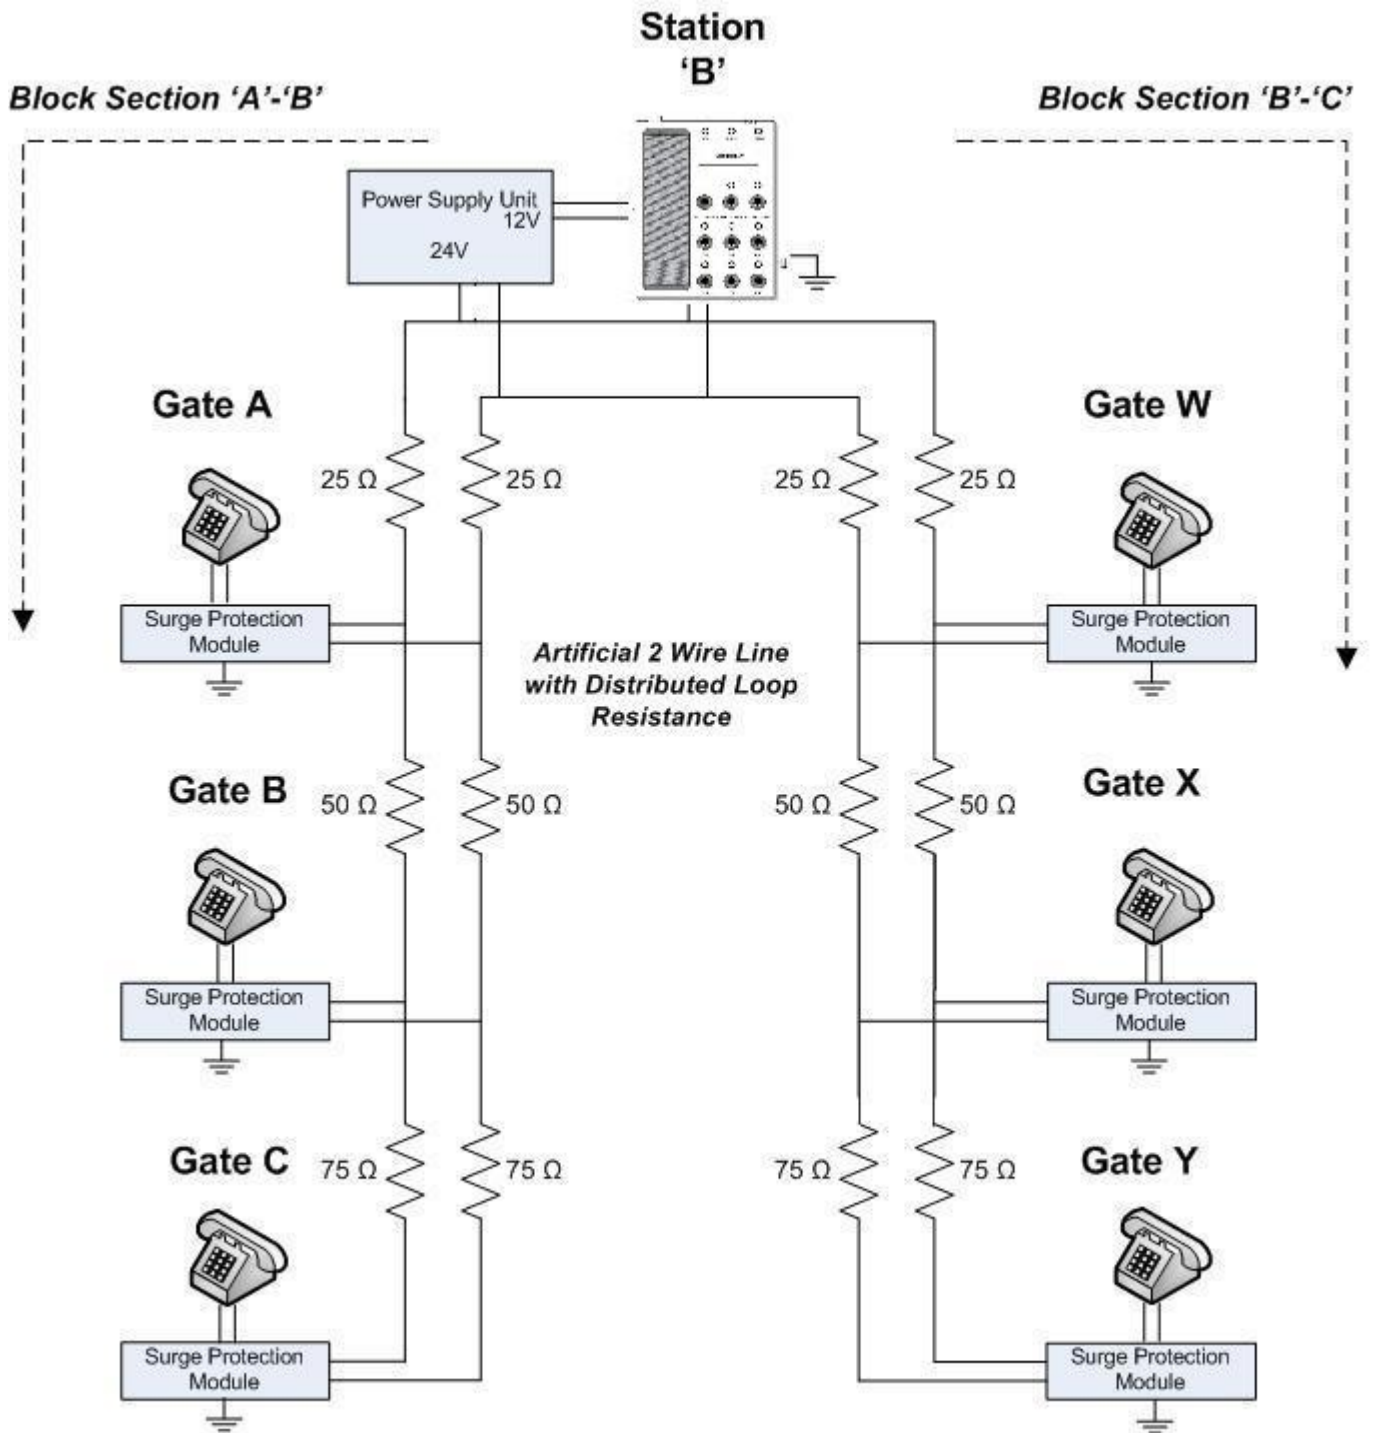 Station
‘B’
Block Section ‘A’-‘B’
Block Section ‘B’-‘C’
Power Supply Unit
12V
24V
Gate A
Gate W
25 Ω
25 Ω
25 Ω
25 Ω
Surge Protection
Module
Surge Protection
Module
Artificial 2 Wire Line
with Distributed Loop
Resistance
Gate B
Gate X
50 Ω
50 Ω
50 Ω
50 Ω
Surge Protection
Module
Surge Protection
Module
Gate C
Gate Y
75 Ω
75 Ω
75 Ω
75 Ω
Surge Protection
Module
Surge Protection
Module